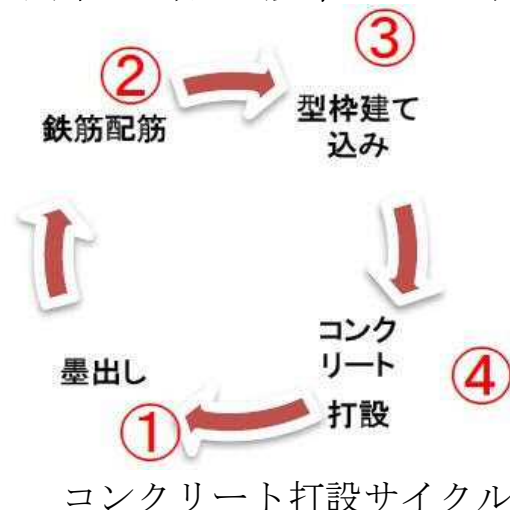 ③
②
鉄筋配筋
型枠建て
込み
コンク
リート
打設
④
墨出し
①
コンクリート打設サイクル